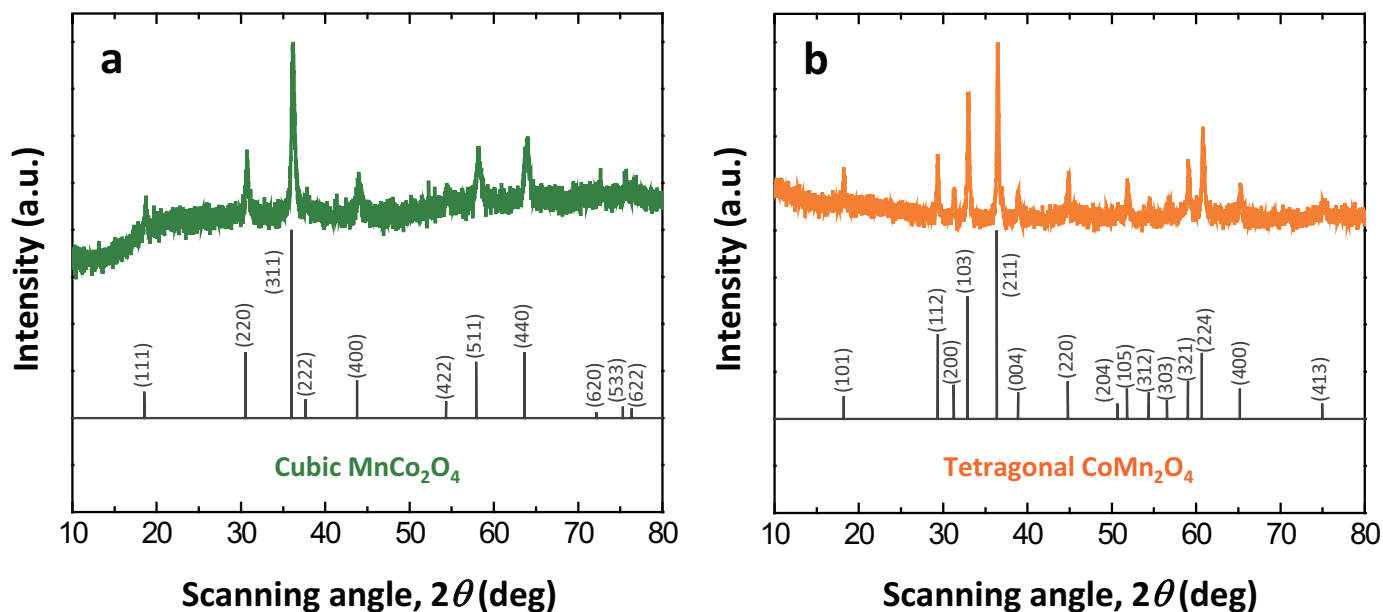 a
Intensity (a.u.)
(111)
(220)
(311)
(222)
(400)
(422)
(511)
(440)
(620)
(533)
(622)
Cubic MnCo₂O₄
10 20 30 40 50 60 70 80
Scanning angle, 2θ (deg)
b
Intensity (a.u.)
(101)
(112)
(200)
(103)
(211)
(004)
(220)
(204)
(105)
(312)
(303)
(321)
(224)
(400)
(413)
Tetragonal CoMn₂O₄
10 20 30 40 50 60 70 80
Scanning angle, 2θ (deg)